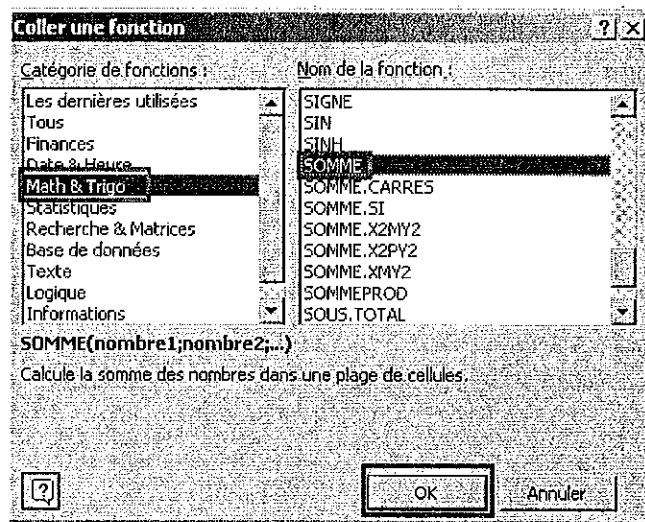 Coller une fonction
Catégorie de fonctions :
Les dernières utilisées
Tous
Finances
Date & Heure
Math & Trigo
Statistiques
Recherche & Matrices
Base de données
Texte
Logique
Informations
Nom de la fonction :
SIGNE
SIN
SINH
SOMME
SOMME.CARRES
SOMME.SI
SOMME.X2MY2
SOMME.X2PY2
SOMME.XMY2
SOMMEPROD
SOUS.TOTAL
SOMME(nombre1;nombre2;...)
Calcule la somme des nombres dans une plage de cellules.
OK
Annuler